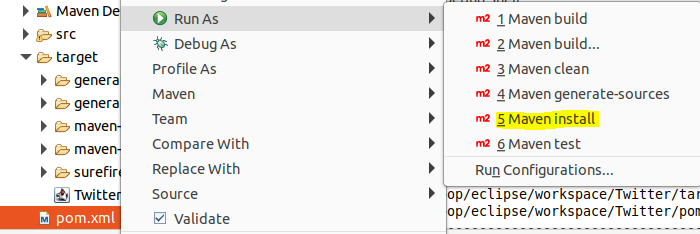 Maven De
src
target
genera
genera
maven-
maven-
surefir
Twitter
pom.xml
Run As
Debug As
Profile As
Maven
Team
Compare With
Replace With
Source
Validate
m2 1 Maven build
m2 2 Maven build...
m2 3 Maven clean
m2 4 Maven generate-sources
m2 5 Maven install
m2 6 Maven test
Run Configurations...
op/eclipse/workspace/Twitter/tar
op/eclipse/workspace/Twitter/pom